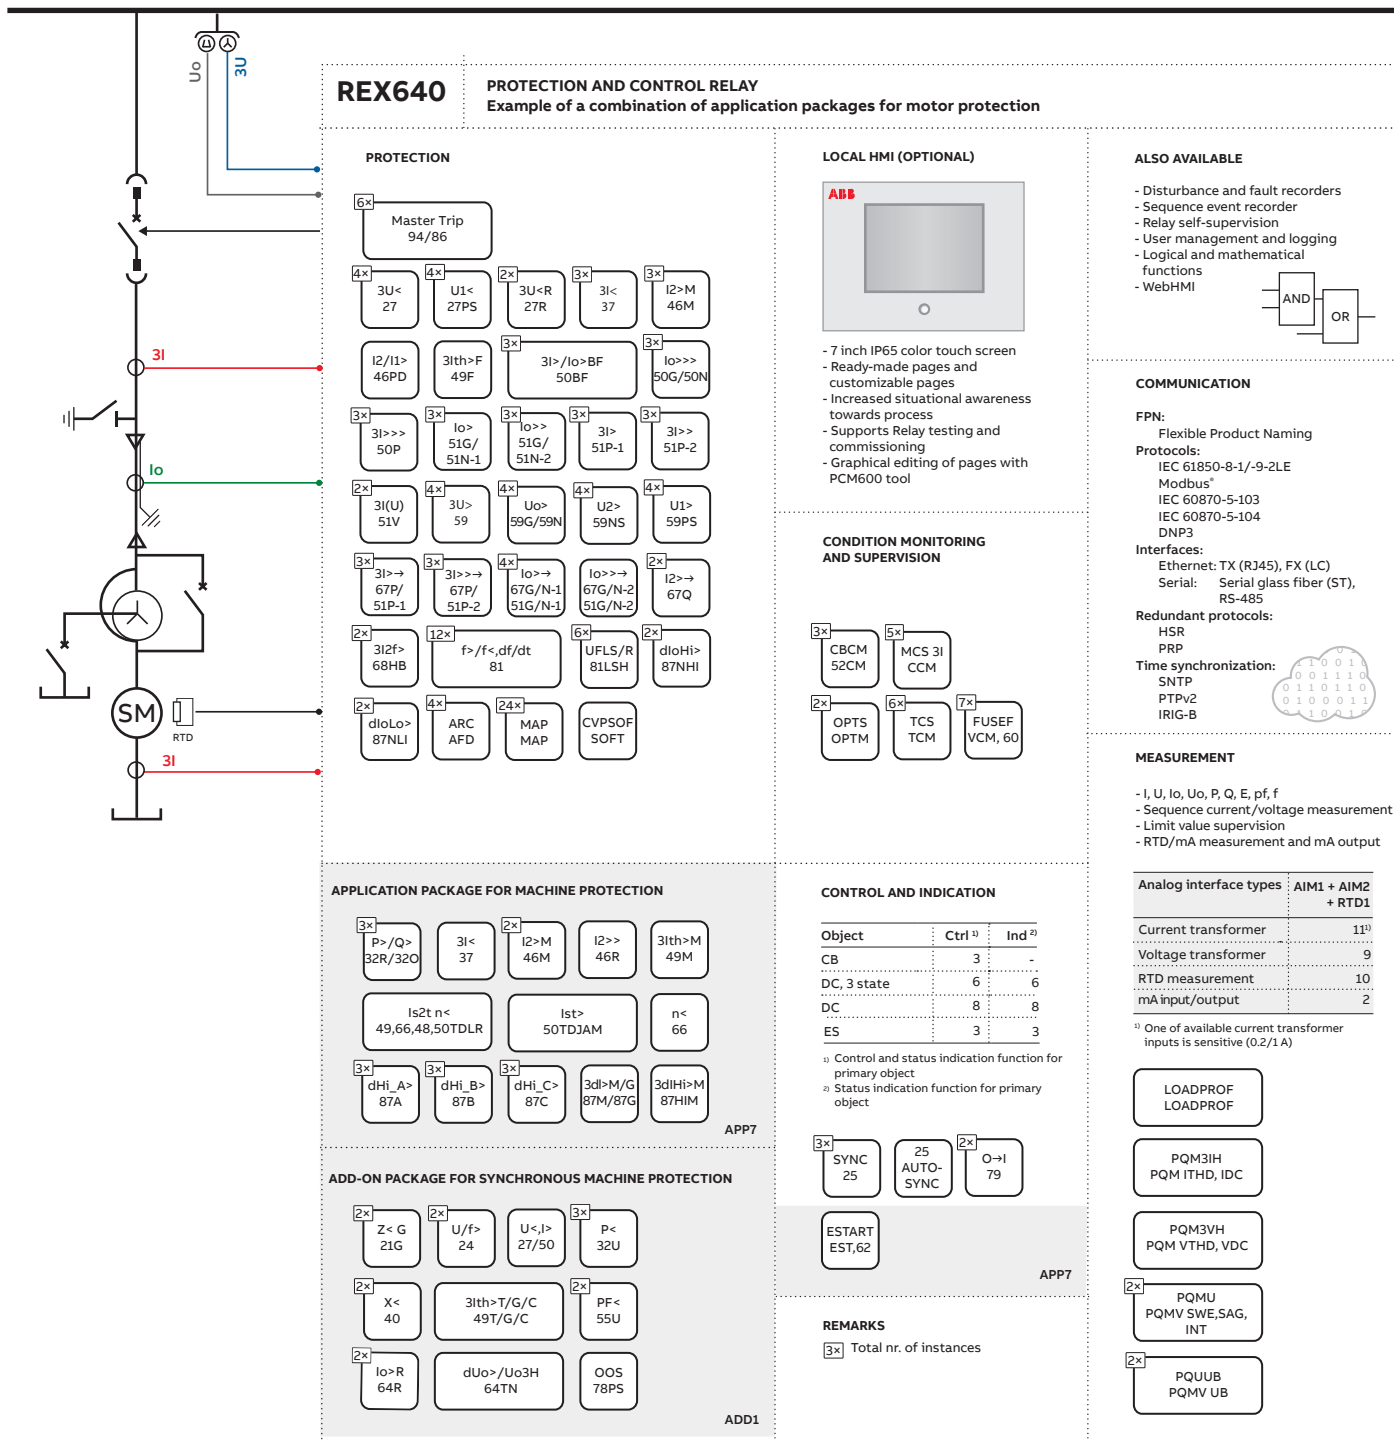 Uo
3U
REX640
PROTECTION AND CONTROL RELAY
Example of a combination of application packages for motor protection
3I
Io
SM
RTD
3I
PROTECTION
6×
Master Trip
94/86
4×
3U<
27
4×
U1<
27PS
2×
3U<R
27R
3×
3I<
37
3×
I2>M
46M
I2/I1>
46PD
3Ith>F
49F
3×
3I>/Io>BF
50BF
3×
Io>>>
50G/50N
3×
3I>>>
50P
3×
Io>
51G/
51N-1
3×
Io>>
51G/
51N-2
3×
3I>
51P-1
3×
3I>>
51P-2
2×
3I(U)
51V
4×
3U>
59
4×
Uo>
59G/59N
4×
U2>
59NS
4×
U1>
59PS
3×
3I>→
67P/
51P-1
3×
3I>>→
67P/
51P-2
4×
Io>→
67G/N-1
51G/N-1
Io>>→
67G/N-2
51G/N-2
2×
I2>→
67Q
2×
3I2f>
68HB
12×
f>/f<,df/dt
81
6×
UFLS/R
81LSH
2×
dIoHi>
87NHI
2×
dIoLo>
87NLI
4×
ARC
AFD
24×
MAP
MAP
CVPSOF
SOFT
APPLICATION PACKAGE FOR MACHINE PROTECTION
3×
P>/Q>
32R/32O
3I<
37
2×
I2>M
46M
I2>>
46R
3Ith>M
49M
Is2t n<
49,66,48,50TDLR
Ist>
50TDJAM
n<
66
3×
dHi_A>
87A
3×
dHi_B>
87B
3×
dHi_C>
87C
3dI>M/G
87M/87G
3dIHi>M
87HIM
APP7
ADD-ON PACKAGE FOR SYNCHRONOUS MACHINE PROTECTION
2×
Z< G
21G
2×
U/f>
24
U<,I>
27/50
3×
P<
32U
2×
X<
40
3Ith>T/G/C
49T/G/C
2×
PF<
55U
2×
Io>R
64R
dUo>/Uo3H
64TN
OOS
78PS
ADD1
LOCAL HMI (OPTIONAL)
ABB
- 7 inch IP65 color touch screen
- Ready-made pages and
customizable pages
- Increased situational awareness
towards process
- Supports Relay testing and
commissioning
- Graphical editing of pages with
PCM600 tool
CONDITION MONITORING
AND SUPERVISION
3×
CBCM
52CM
5×
MCS 3I
CCM
2×
OPTS
OPTM
6×
TCS
TCM
7×
FUSEF
VCM, 60
CONTROL AND INDICATION
Object Ctrl 1) Ind 2)
CB 3 -
DC, 3 state 6 6
DC 8 8
ES 3 3
1) Control and status indication function for
primary object
2) Status indication function for primary
object
3×
SYNC
25
25
AUTO-
SYNC
2×
O→I
79
ESTART
EST,62
APP7
REMARKS
3× Total nr. of instances
ALSO AVAILABLE
- Disturbance and fault recorders
- Sequence event recorder
- Relay self-supervision
- User management and logging
- Logical and mathematical
functions
- WebHMI
AND
OR
COMMUNICATION
FPN:
Flexible Product Naming
Protocols:
IEC 61850-8-1/-9-2LE
Modbus®
IEC 60870-5-103
IEC 60870-5-104
DNP3
Interfaces:
Ethernet: TX (RJ45), FX (LC)
Serial: Serial glass fiber (ST),
RS-485
Redundant protocols:
HSR
PRP
Time synchronization:
SNTP
PTPv2
IRIG-B
MEASUREMENT
- I, U, Io, Uo, P, Q, E, pf, f
- Sequence current/voltage measurement
- Limit value supervision
- RTD/mA measurement and mA output
Analog interface types AIM1 + AIM2
+ RTD1
Current transformer 11 1)
Voltage transformer 9
RTD measurement 10
mA input/output 2
1) One of available current transformer
inputs is sensitive (0.2/1 A)
LOADPROF
LOADPROF
PQM3IH
PQM ITHD, IDC
PQM3VH
PQM VTHD, VDC
2×
PQMU
PQMV SWE,SAG,
INT
2×
PQUUB
PQMV UB